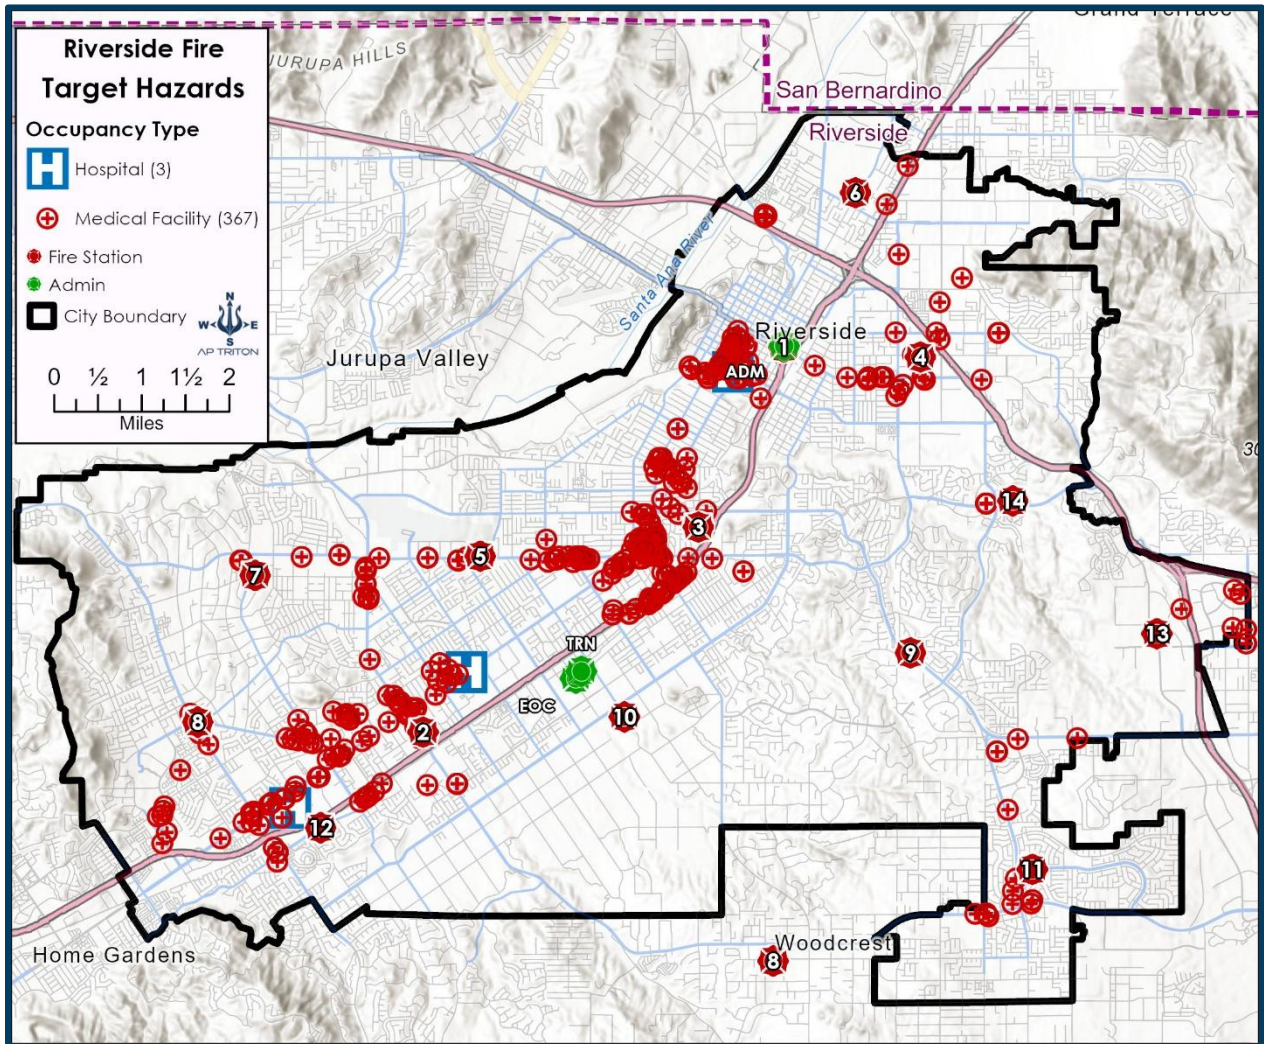 Riverside Fire
Target Hazards
Occupancy Type
H Hospital (3)
Medical Facility (367)
Fire Station
Admin
City Boundary
N
W E
S
AP TRITON
0 ½ 1 1½ 2
Miles
JURUPA HILLS
San Bernardino
Riverside
6
Santa Ana River
Riverside
1
Jurupa Valley
4
ADM
14
3
5
7
13
TRN
9
H
EOC
10
8
2
12
11
Home Gardens
Woodcrest
8